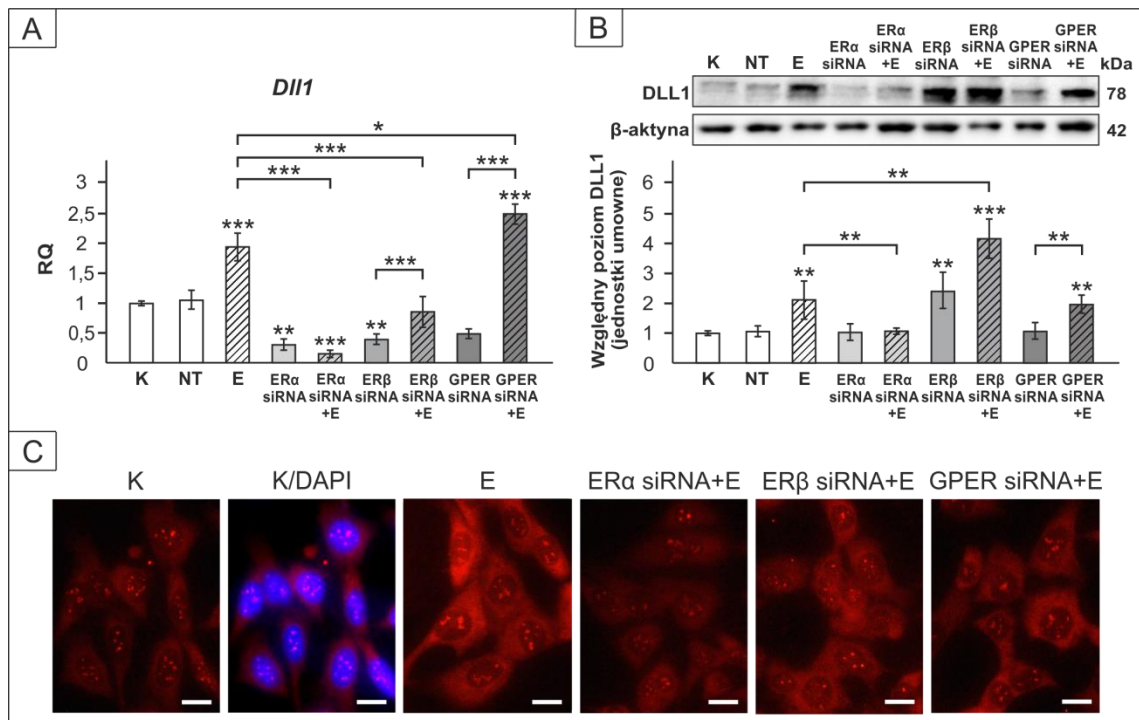 A
Dll1
*
***
***
***
***
***
***
**
***
**
RQ
3
2,5
2
1,5
1
0,5
0
K
NT
E
ERα
siRNA
ERα
siRNA
+E
ERβ
siRNA
ERβ
siRNA
+E
GPER
siRNA
GPER
siRNA
+E
B
K
NT
E
ERα
siRNA
ERα
siRNA
+E
ERβ
siRNA
ERβ
siRNA
+E
GPER
siRNA
GPER
siRNA
+E
kDa
DLL1
78
β-aktyna
42
Względny poziom DLL1
(jednostki umowne)
6
5
4
3
2
1
0
**
***
**
**
**
**
**
K
NT
E
ERα
siRNA
ERα
siRNA
+E
ERβ
siRNA
ERβ
siRNA
+E
GPER
siRNA
GPER
siRNA
+E
C
K
K/DAPI
E
ERα siRNA+E
ERβ siRNA+E
GPER siRNA+E